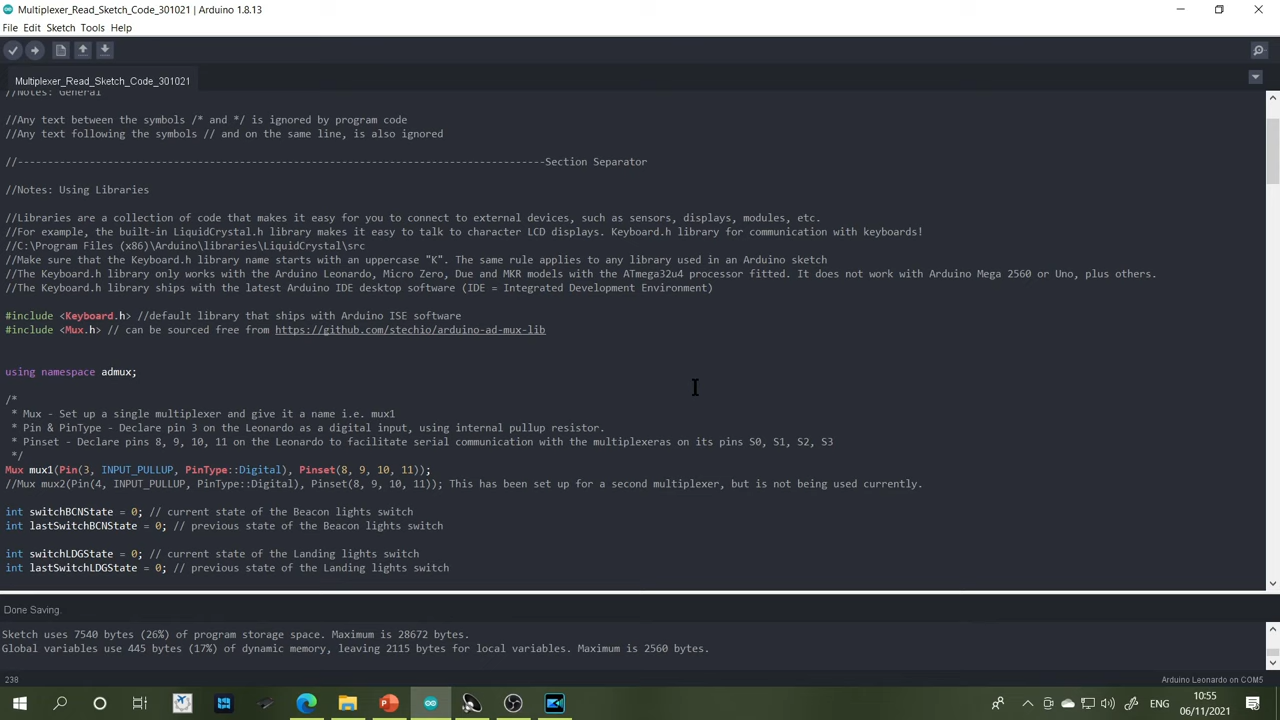 Multiplexer_Read_Sketch_Code_301021 | Arduino 1.8.13
File Edit Sketch Tools Help
Multiplexer_Read_Sketch_Code_301021
//Notes: General
//Any text between the symbols /* and */ is ignored by program code
//Any text following the symbols // and on the same line, is also ignored
//----------------------------------------------------------------------------------------Section Separator
//Notes: Using Libraries
//Libraries are a collection of code that makes it easy for you to connect to external devices, such as sensors, displays, modules, etc.
//For example, the built-in LiquidCrystal.h library makes it easy to talk to character LCD displays. Keyboard.h library for communication with keyboards!
//C:\Program Files (x86)\Arduino\libraries\LiquidCrystal\src
//Make sure that the Keyboard.h library name starts with an uppercase "K". The same rule applies to any library used in an Arduino sketch
//The Keyboard.h library only works with the Arduino Leonardo, Micro Zero, Due and MKR models with the ATmega32u4 processor fitted. It does not work with Arduino Mega 2560 or Uno, plus others.
//The Keyboard.h library ships with the latest Arduino IDE desktop software (IDE = Integrated Development Environment)
#include <Keyboard.h> //default library that ships with Arduino ISE software
#include <Mux.h> // can be sourced free from https://github.com/stechio/arduino-ad-mux-lib
using namespace admux;
/*
* Mux - Set up a single multiplexer and give it a name i.e. mux1
* Pin & PinType - Declare pin 3 on the Leonardo as a digital input, using internal pullup resistor.
* Pinset - Declare pins 8, 9, 10, 11 on the Leonardo to facilitate serial communication with the multiplexeras on its pins S0, S1, S2, S3
*/
Mux mux1(Pin(3, INPUT_PULLUP, PinType::Digital), Pinset(8, 9, 10, 11));
//Mux mux2(Pin(4, INPUT_PULLUP, PinType::Digital), Pinset(8, 9, 10, 11)); This has been set up for a second multiplexer, but is not being used currently.
int switchBCNState = 0; // current state of the Beacon lights switch
int lastSwitchBCNState = 0; // previous state of the Beacon lights switch
int switchLDGState = 0; // current state of the Landing lights switch
int lastSwitchLDGState = 0; // previous state of the Landing lights switch
Done Saving.
Sketch uses 7540 bytes (26%) of program storage space. Maximum is 28672 bytes.
Global variables use 445 bytes (17%) of dynamic memory, leaving 2115 bytes for local variables. Maximum is 2560 bytes.
238
Arduino Leonardo on COM5
ENG
10:55
06/11/2021